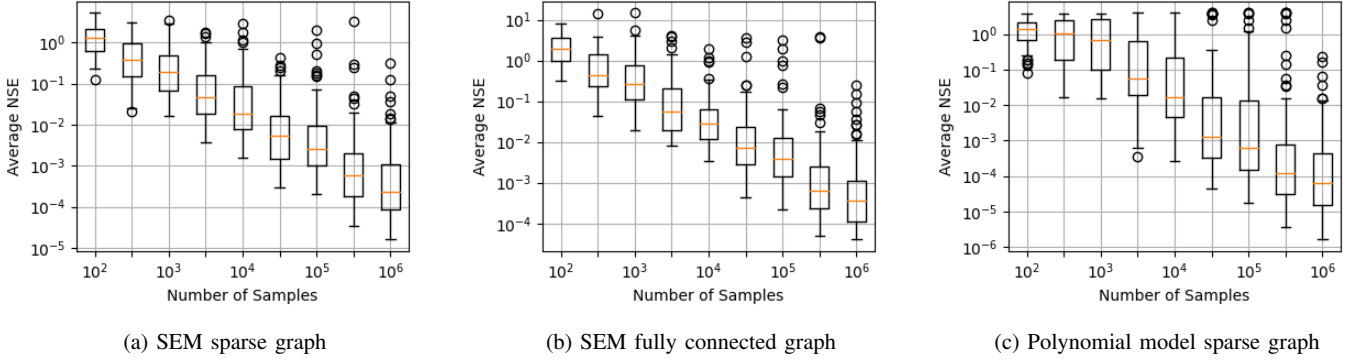 Average NSE
10^0
10^-1
10^-2
10^-3
10^-4
10^-5
10^2 10^3 10^4 10^5 10^6
Number of Samples
(a) SEM sparse graph
Average NSE
10^1
10^0
10^-1
10^-2
10^-3
10^-4
10^2 10^3 10^4 10^5 10^6
Number of Samples
(b) SEM fully connected graph
Average NSE
10^0
10^-1
10^-2
10^-3
10^-4
10^-5
10^-6
10^2 10^3 10^4 10^5 10^6
Number of Samples
(c) Polynomial model sparse graph